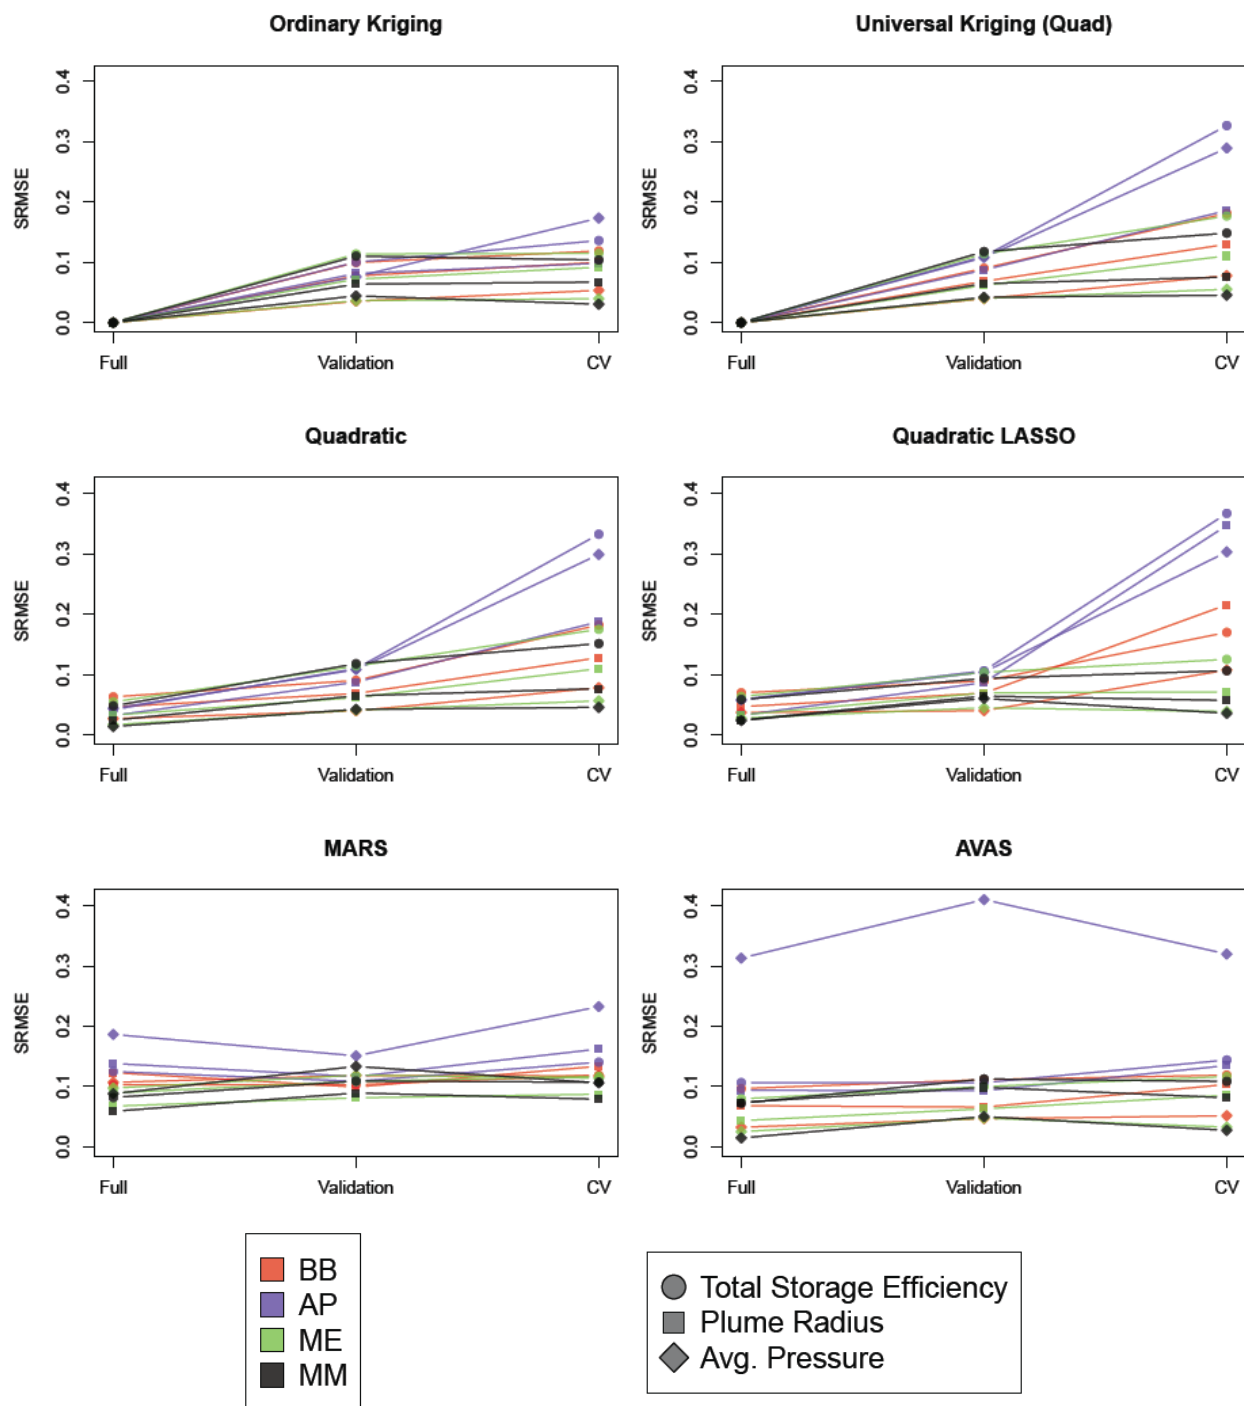 Ordinary Kriging
Universal Kriging (Quad)
SRMSE
0.0
0.1
0.2
0.3
0.4
Full
Validation
CV
SRMSE
0.0
0.1
0.2
0.3
0.4
Full
Validation
CV
Quadratic
Quadratic LASSO
SRMSE
0.0
0.1
0.2
0.3
0.4
Full
Validation
CV
SRMSE
0.0
0.1
0.2
0.3
0.4
Full
Validation
CV
MARS
AVAS
SRMSE
0.0
0.1
0.2
0.3
0.4
Full
Validation
CV
SRMSE
0.0
0.1
0.2
0.3
0.4
Full
Validation
CV
BB
AP
ME
MM
Total Storage Efficiency
Plume Radius
Avg. Pressure